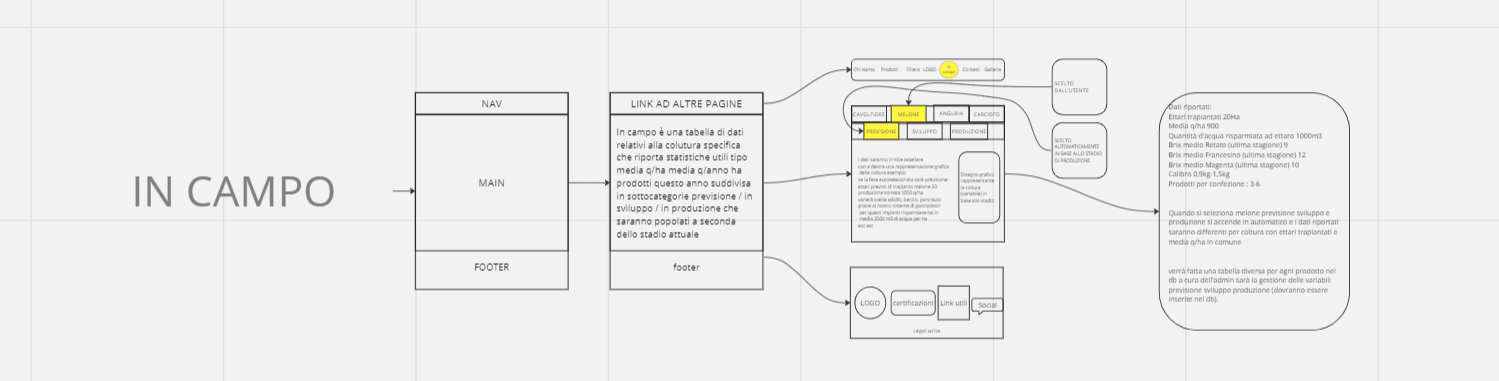 IN CAMPO
NAV
MAIN
FOOTER
LINK AD ALTRE PAGINE
In campo è una tabella di dati
relativi alla colutura specifica
che riporta statistiche utili tipo
media q/ha media q/anno ha
prodotti questo anno suddivisa
in sottocategorie previsione / in
sviluppo / in produzione che
saranno popolati a seconda
dello stadio attuale
footer
Chi siamo Prodotti Filiera LOGO In campo Contatti Galleria
CAVOLFIORE MELONE ANGURIA CARCIOFO
PREVISIONE SVILUPPO PRODUZIONE
i dati saranno in stile tabellare
con a destra una rappresentazione grafica
della coltura esempio
se la fase autoselezionata sarà previsione:
ettari previsi di trapianto melone 20
produzione stimata 1000 q/ha
varietà scelte adolfo, benito, pancrazio
grazie al nostro sistema di gocciolatori
per questi impianti risparmieremo in
media 2000 m3 di acqua per ha
ecc ecc
Disegno grafico
rappresentante
la coltura
(variabile) in
base allo stadio
LOGO
certificazioni
Link utili
Social
Legal write
SCELTO
DALL'UTENTE
SCELTO
AUTOMATICAMENTE
IN BASE ALLO STADIO
DI PRODUZIONE
Dati riportati:
Ettari trapiantati 20Ha
Media q/ha 900
Quantità d'acqua risparmiata ad ettaro 1000m3
Brix medio Retato (ultima stagione) 9
Brix medio Francesino (ultima stagione) 12
Brix medio Magenta (ultima stagione) 10
Calibro 0,9kg-1,5kg
Prodotti per confezione : 3-6
Quando si seleziona melone previsione sviluppo e
produzione si accende in automatico e i dati riportati
saranno differenti per coltura con ettari trapiantati e
media q/ha in comune
verrà fatta una tabella diversa per ogni prodotto nel
db a cura dell'admin sarà la gestione delle variabili
previsione sviluppo produzione (dovranno essere
inserite nel db).